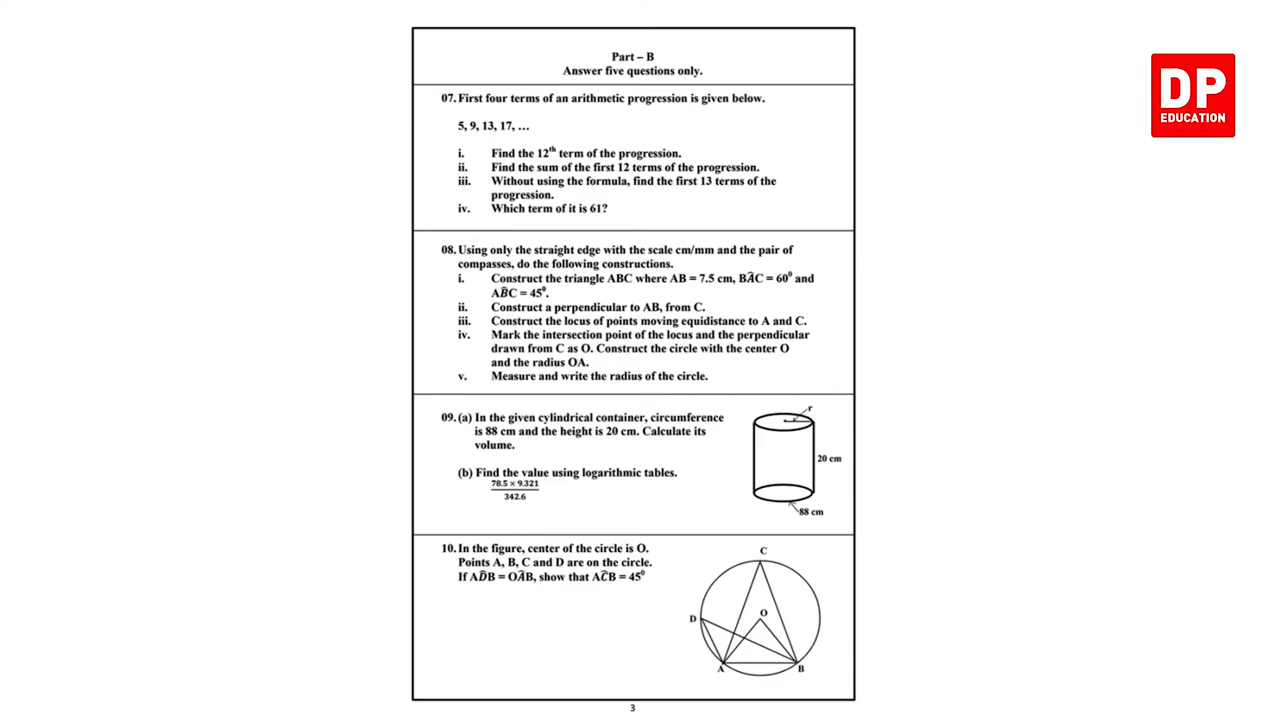 Part – B
Answer five questions only.
DP
EDUCATION
07. First four terms of an arithmetic progression is given below.
5, 9, 13, 17, ...
i. Find the 12th term of the progression.
ii. Find the sum of the first 12 terms of the progression.
iii. Without using the formula, find the first 13 terms of the
progression.
iv. Which term of it is 61?
08. Using only the straight edge with the scale cm/mm and the pair of
compasses, do the following constructions.
i. Construct the triangle ABC where AB = 7.5 cm, BÂC = 60⁰ and
AB̂C = 45⁰.
ii. Construct a perpendicular to AB, from C.
iii. Construct the locus of points moving equidistance to A and C.
iv. Mark the intersection point of the locus and the perpendicular
drawn from C as O. Construct the circle with the center O
and the radius OA.
v. Measure and write the radius of the circle.
09. (a) In the given cylindrical container, circumference
is 88 cm and the height is 20 cm. Calculate its
volume.
(b) Find the value using logarithmic tables.
78.5 × 9.321
342.6
r
20 cm
88 cm
10. In the figure, center of the circle is O.
Points A, B, C and D are on the circle.
If AD̂B = OÂB, show that AĈB = 45⁰
C
O
D
A
B
3